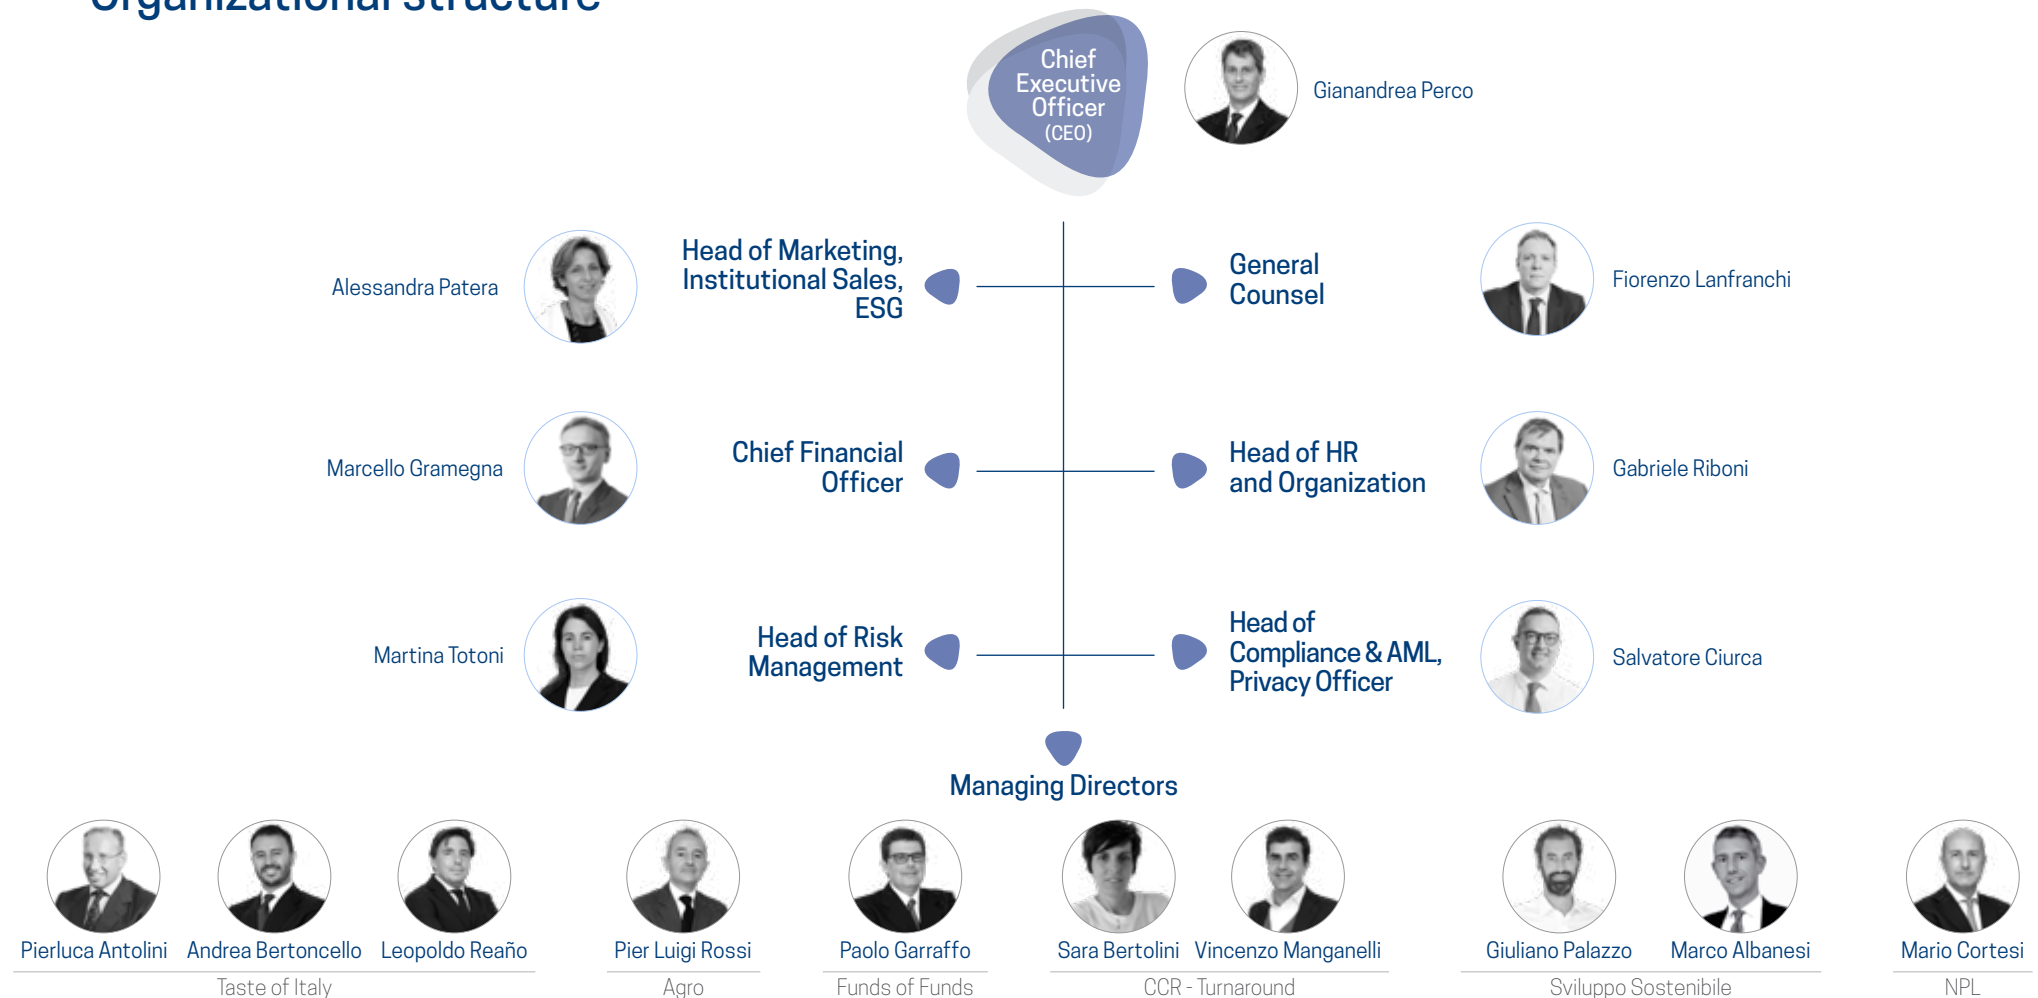 Organizational structure
Chief
Executive
Officer
(CEO)
Gianandrea Perco
Alessandra Patera
Head of Marketing,
Institutional Sales,
ESG
General
Counsel
Fiorenzo Lanfranchi
Marcello Gramegna
Chief Financial
Officer
Head of HR
and Organization
Gabriele Riboni
Martina Totoni
Head of Risk
Management
Head of
Compliance & AML,
Privacy Officer
Salvatore Ciurca
Managing Directors
Pierluca Antolini
Andrea Bertoncello
Leopoldo Reaño
Taste of Italy
Pier Luigi Rossi
Agro
Paolo Garraffo
Funds of Funds
Sara Bertolini
Vincenzo Manganelli
CCR - Turnaround
Giuliano Palazzo
Marco Albanesi
Sviluppo Sostenibile
Mario Cortesi
NPL